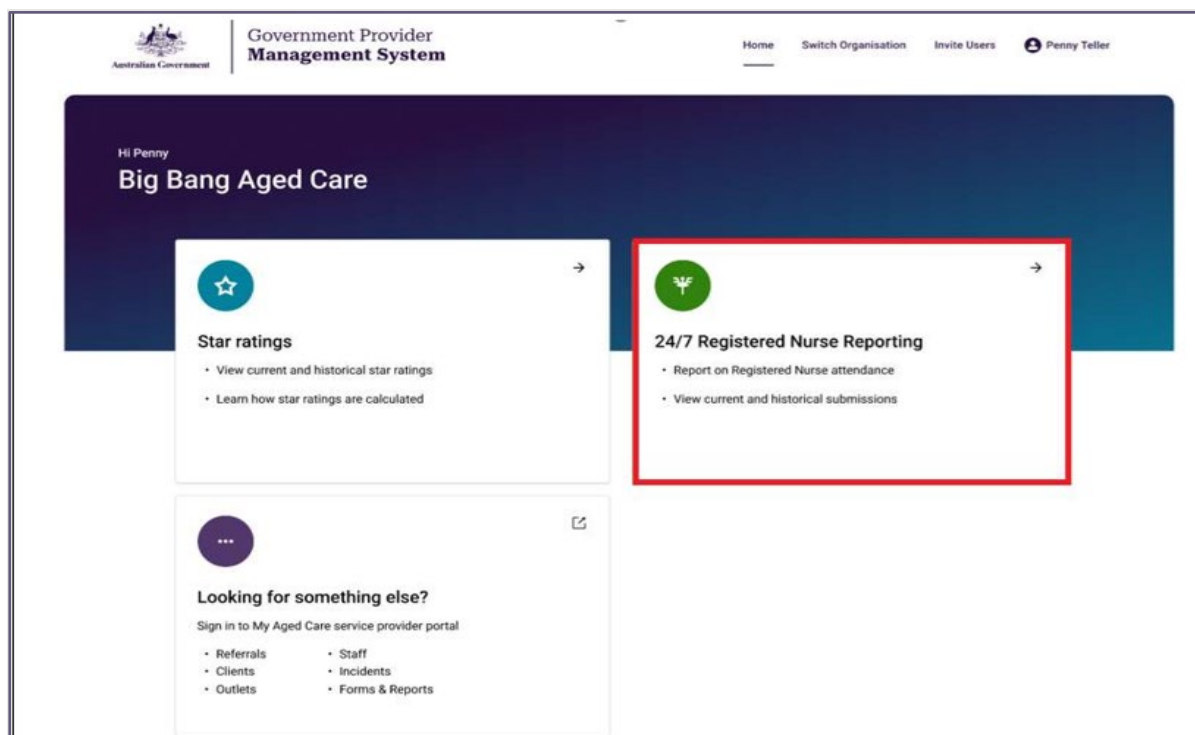 Australian Government
Government Provider
Management System
Home Switch Organisation Invite Users Penny Teller
Hi Penny
Big Bang Aged Care
Star ratings
• View current and historical star ratings
• Learn how star ratings are calculated
24/7 Registered Nurse Reporting
• Report on Registered Nurse attendance
• View current and historical submissions
Looking for something else?
Sign in to My Aged Care service provider portal
• Referrals
• Clients
• Outlets
• Staff
• Incidents
• Forms & Reports